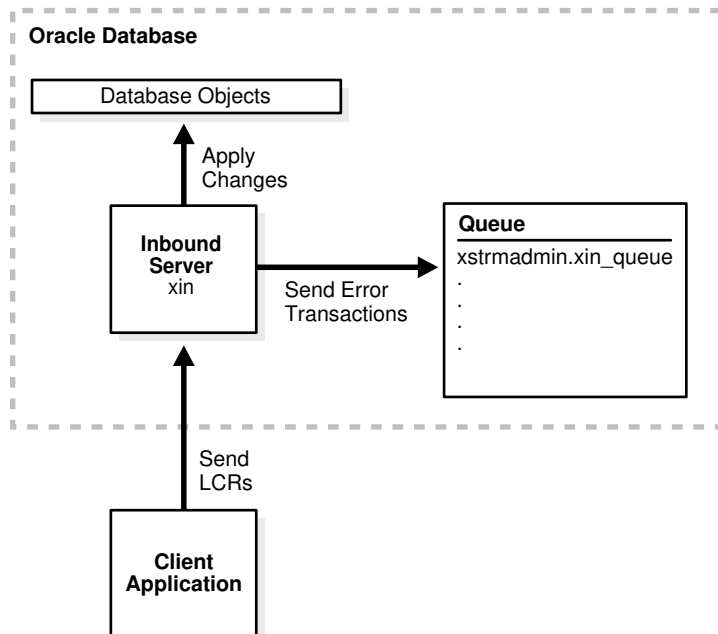 Oracle Database
Database Objects
Apply
Changes
Inbound
Server
xin
Send Error
Transactions
Queue
xstrmadmin.xin_queue
.
.
.
.
Send
LCRs
Client
Application